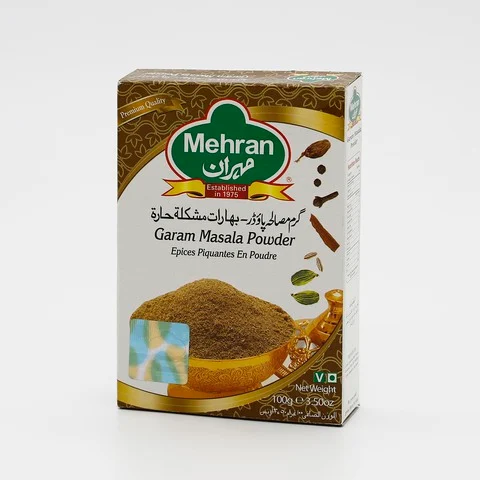 Premium Quality
Mehran
مہران
®
Established
in 1975
گرم مصالحہ پاؤڈر - بهارات مشكلة حارة
Garam Masala Powder
Epices Piquantes En Poudre
V
Net Weight
100g ℮ 3.50oz